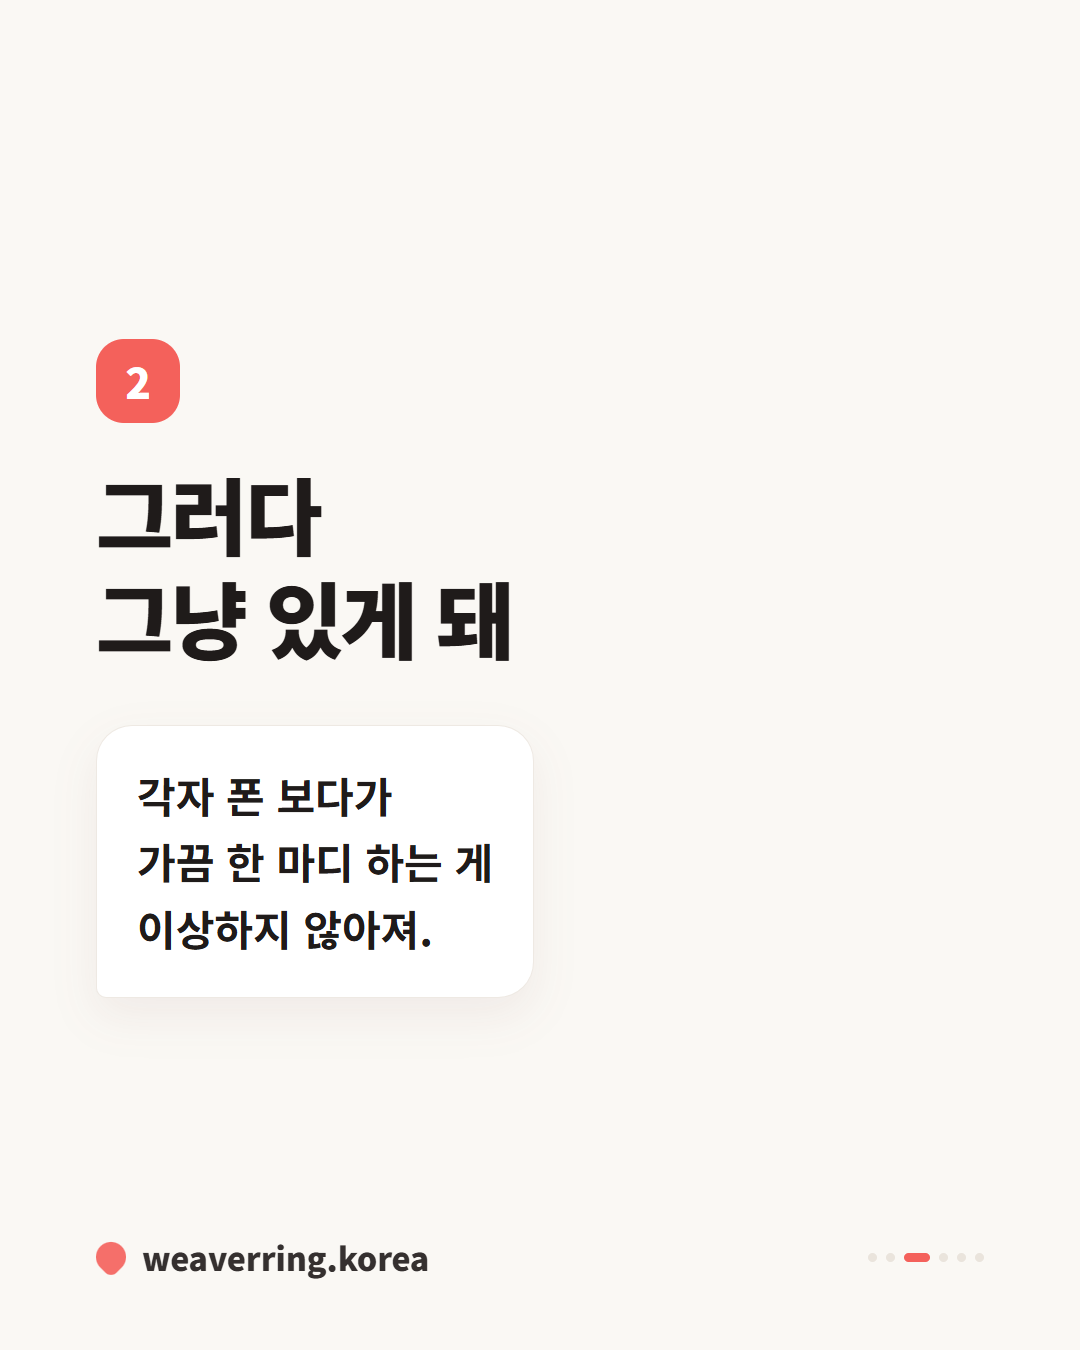 2
그러다
그냥 있게 돼
각자 폰 보다가
가끔 한 마디 하는 게
이상하지 않아져.
weaverring.korea